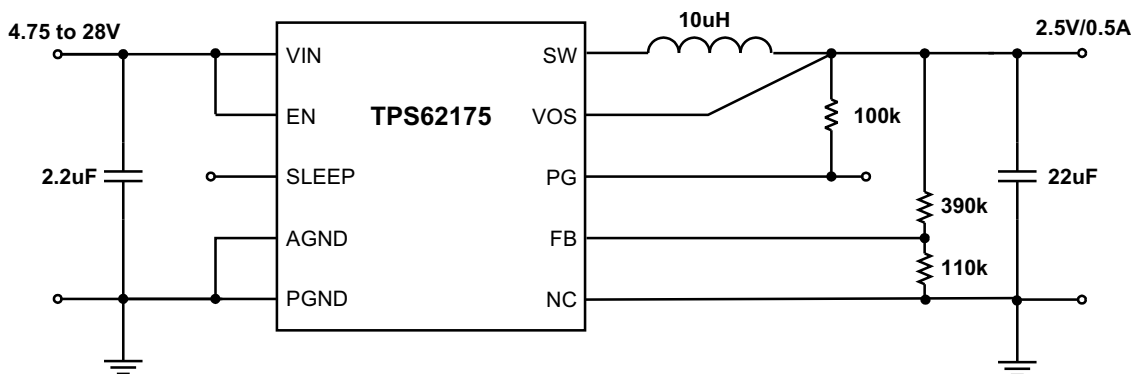 10uH
4.75 to 28V
2.5V/0.5A
VIN
SW
EN
TPS62175
VOS
100k
2.2uF
SLEEP
PG
22uF
390k
AGND
FB
110k
PGND
NC